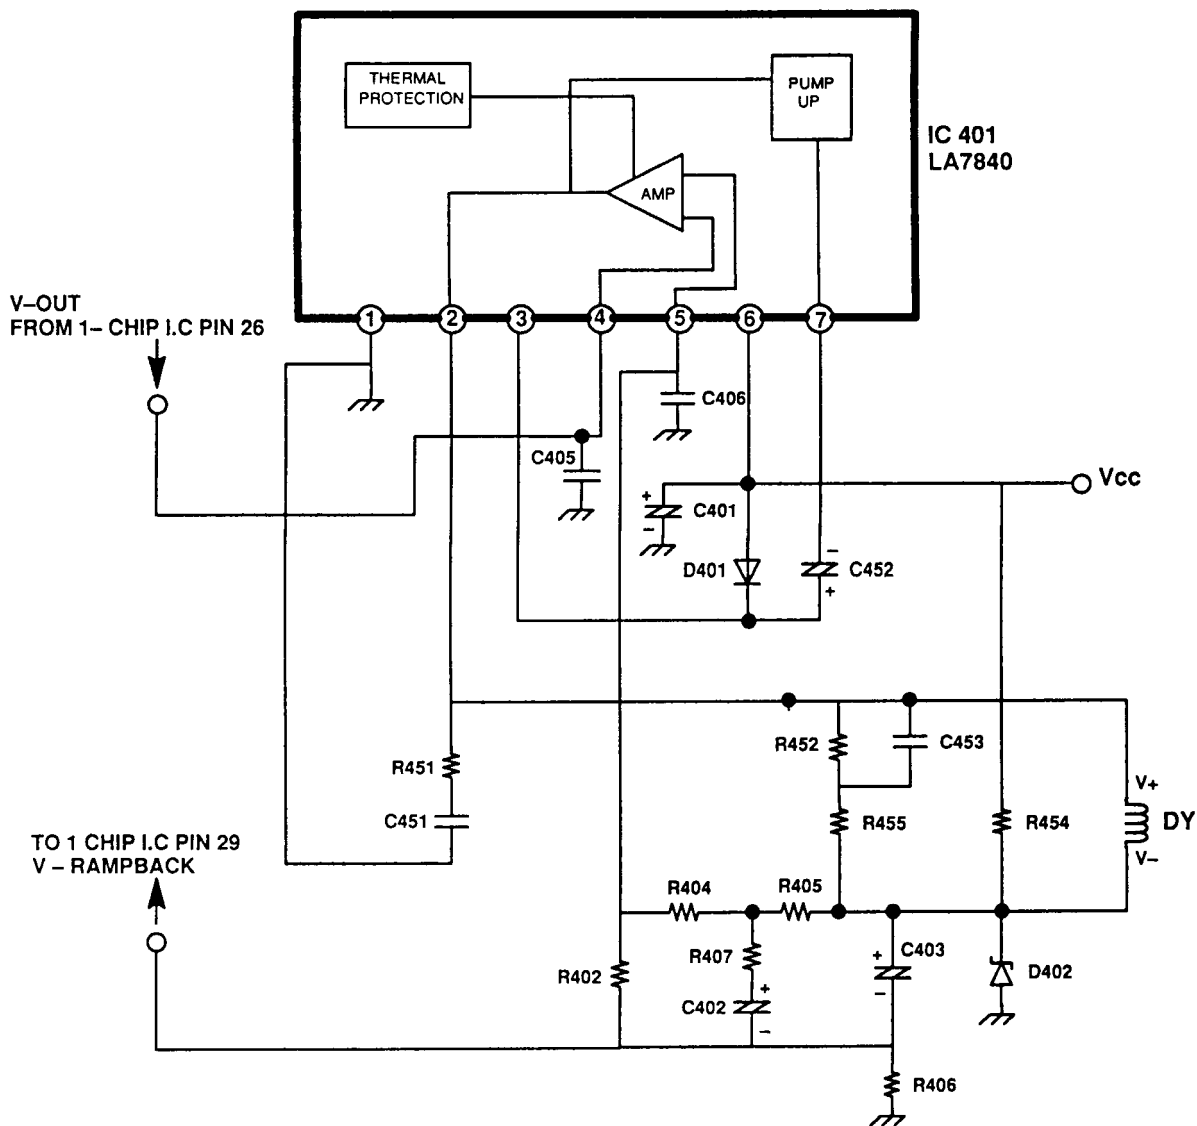 THERMAL
PROTECTION
PUMP
UP
AMP
IC 401
LA7840
V–OUT
FROM 1– CHIP I.C PIN 26
1 2 3 4 5 6 7
C406
C405
+
C401
–
Vcc
D401
–
C452
+
R452
C453
R451
C451
R455
R454
V+
DY
V–
TO 1 CHIP I.C PIN 29
V – RAMPBACK
R404
R405
R407
+
C403
–
D402
R402
+
C402
–
R406